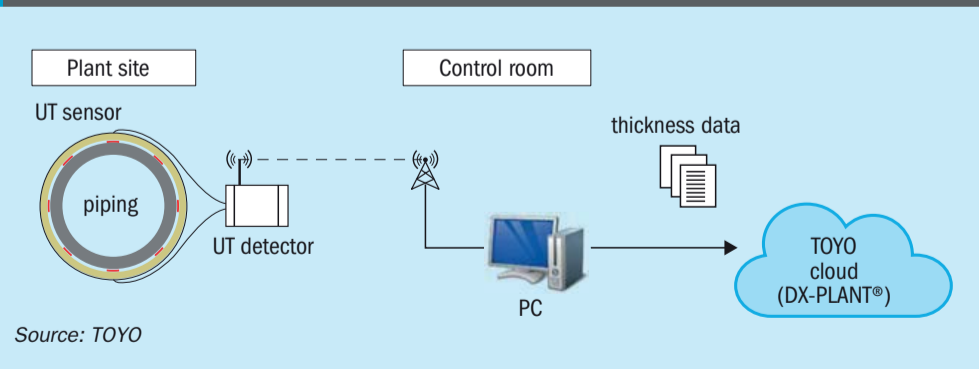 Plant site
Control room
UT sensor
thickness data
piping
UT detector
TOYO
cloud
(DX-PLANT®)
PC
Source: TOYO